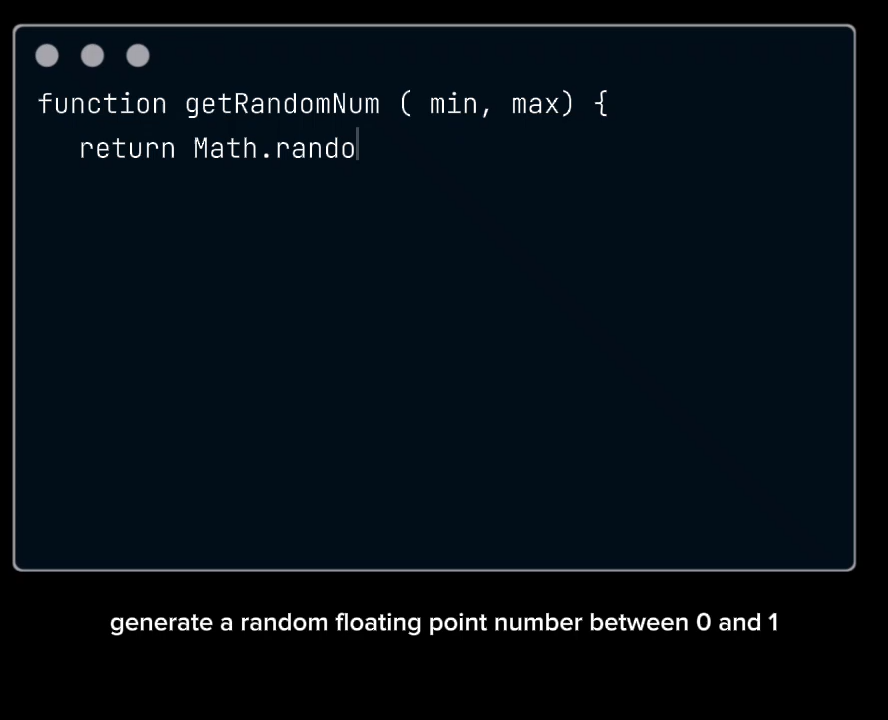 function getRandomNum ( min, max) {
return Math.rando
generate a random floating point number between 0 and 1